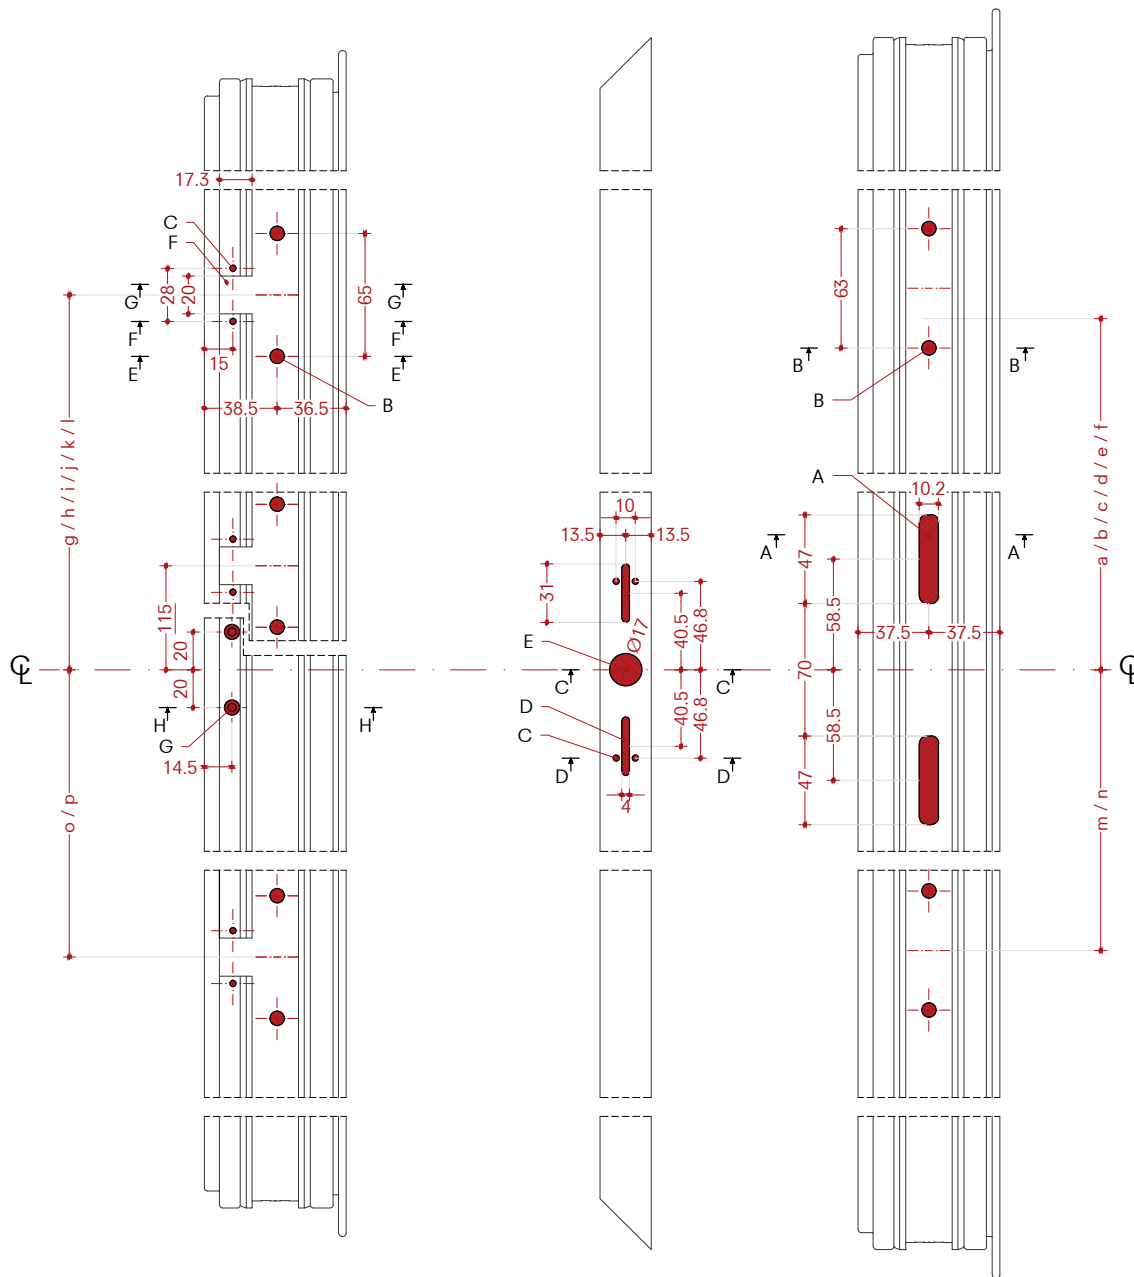 17.3
C
F
G
G
28
20
65
63
F
F
15
E
E
B
B
B
38.5
36.5
B
g / h / i / j / k / l
a / b / c / d / e / f
A
10.2
10
13.5
13.5
A
A
47
31
115
40.5
46.8
58.5
Ø17
20
E
37.5
37.5
℄
C
C
70
℄
20
40.5
46.8
58.5
D
H
H
C
G
14.5
D
D
47
4
o / p
m / n